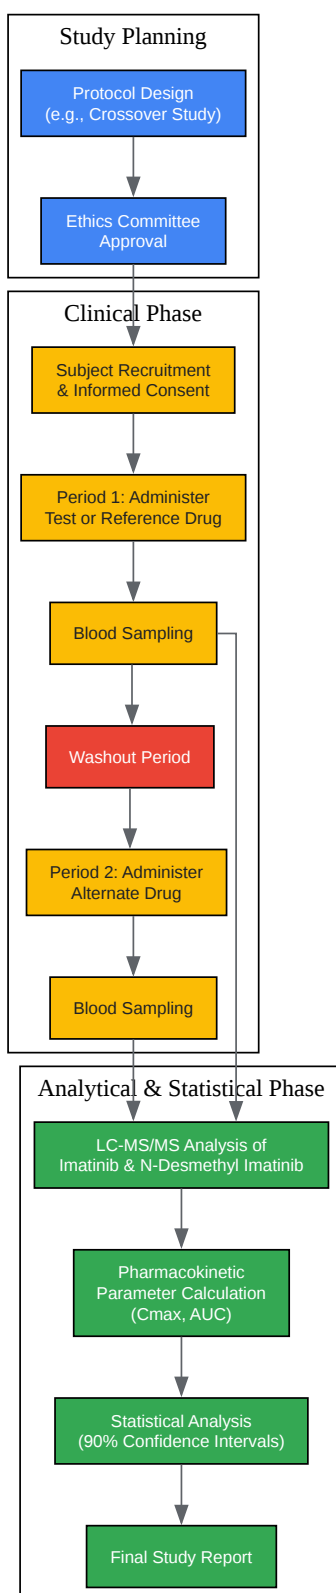 Study Planning
Protocol Design
(e.g., Crossover Study)
Ethics Committee
Approval
Clinical Phase
Subject Recruitment
& Informed Consent
Period 1: Administer
Test or Reference Drug
Blood Sampling
Washout Period
Period 2: Administer
Alternate Drug
Blood Sampling
Analytical & Statistical Phase
LC-MS/MS Analysis of
Imatinib & N-Desmethyl Imatinib
Pharmacokinetic
Parameter Calculation
(Cmax, AUC)
Statistical Analysis
(90% Confidence Intervals)
Final Study Report